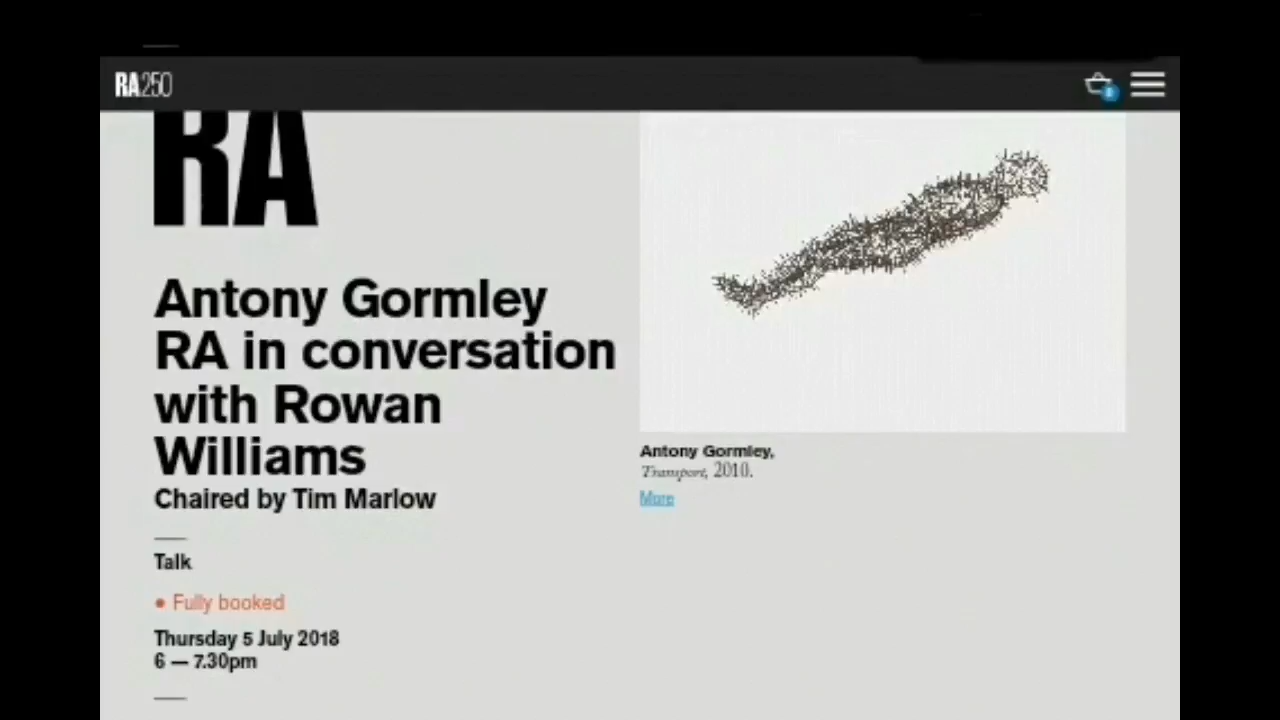 RA250
RA
Antony Gormley
RA in conversation
with Rowan
Williams
Chaired by Tim Marlow
Talk
• Fully booked
Thursday 5 July 2018
6 — 7.30pm
Antony Gormley,
Transport, 2010.
More